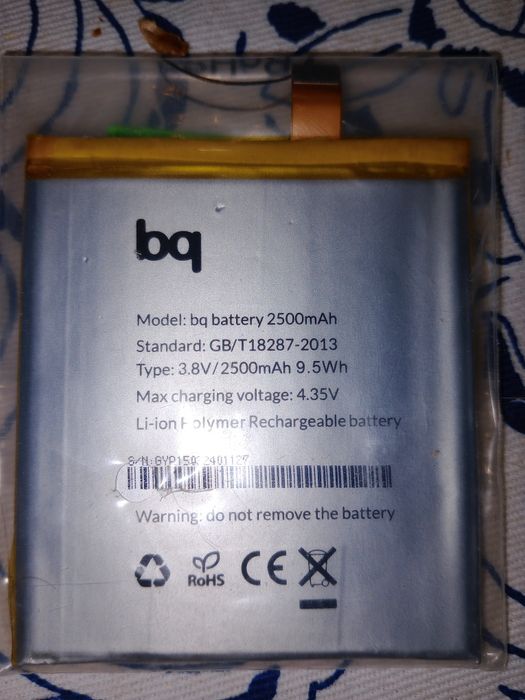 bq
Model: bq battery 2500mAh
Standard: GB/T18287-2013
Type: 3.8V/2500mAh 9.5Wh
Max charging voltage: 4.35V
Li-ion Polymer Rechargeable battery
S/N:
Warning: do not remove the battery
RoHS
CE